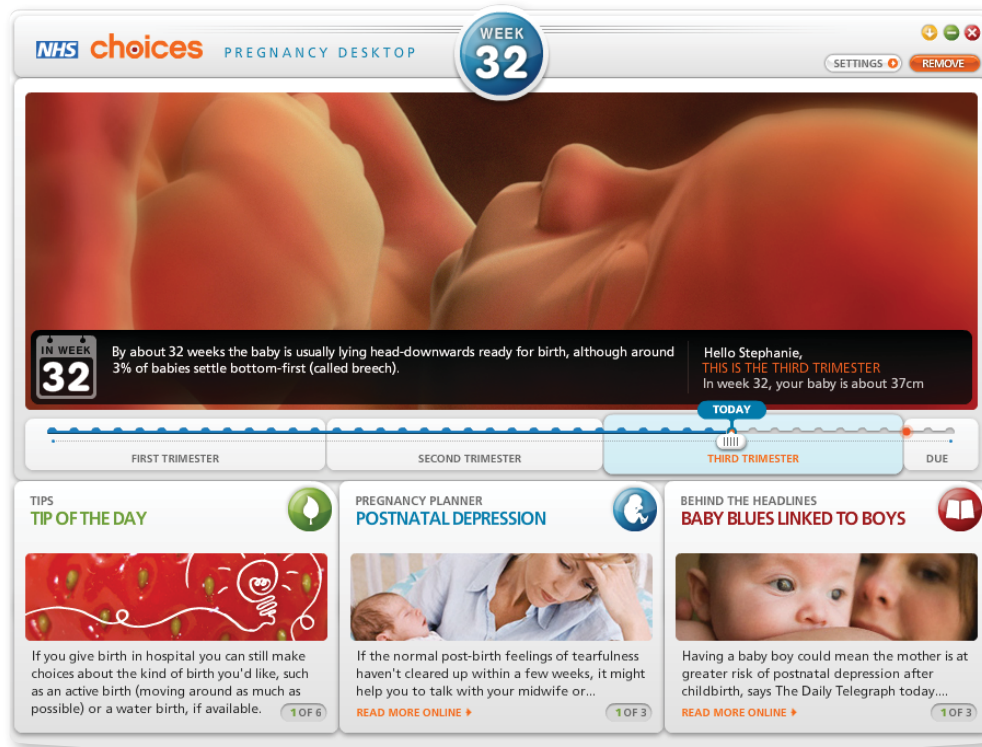 NHS choices PREGNANCY DESKTOP
WEEK
32
SETTINGS
REMOVE
IN WEEK
32
By about 32 weeks the baby is usually lying head-downwards ready for birth, although around
3% of babies settle bottom-first (called breech).
Hello Stephanie,
THIS IS THE THIRD TRIMESTER
In week 32, your baby is about 37cm
TODAY
FIRST TRIMESTER
SECOND TRIMESTER
THIRD TRIMESTER
DUE
TIPS
TIP OF THE DAY
If you give birth in hospital you can still make
choices about the kind of birth you'd like, such
as an active birth (moving around as much as
possible) or a water birth, if available.
1 OF 6
PREGNANCY PLANNER
POSTNATAL DEPRESSION
If the normal post-birth feelings of tearfulness
haven't cleared up within a few weeks, it might
help you to talk with your midwife or...
READ MORE ONLINE
1 OF 3
BEHIND THE HEADLINES
BABY BLUES LINKED TO BOYS
Having a baby boy could mean the mother is at
greater risk of postnatal depression after
childbirth, says The Daily Telegraph today....
READ MORE ONLINE
1 OF 3